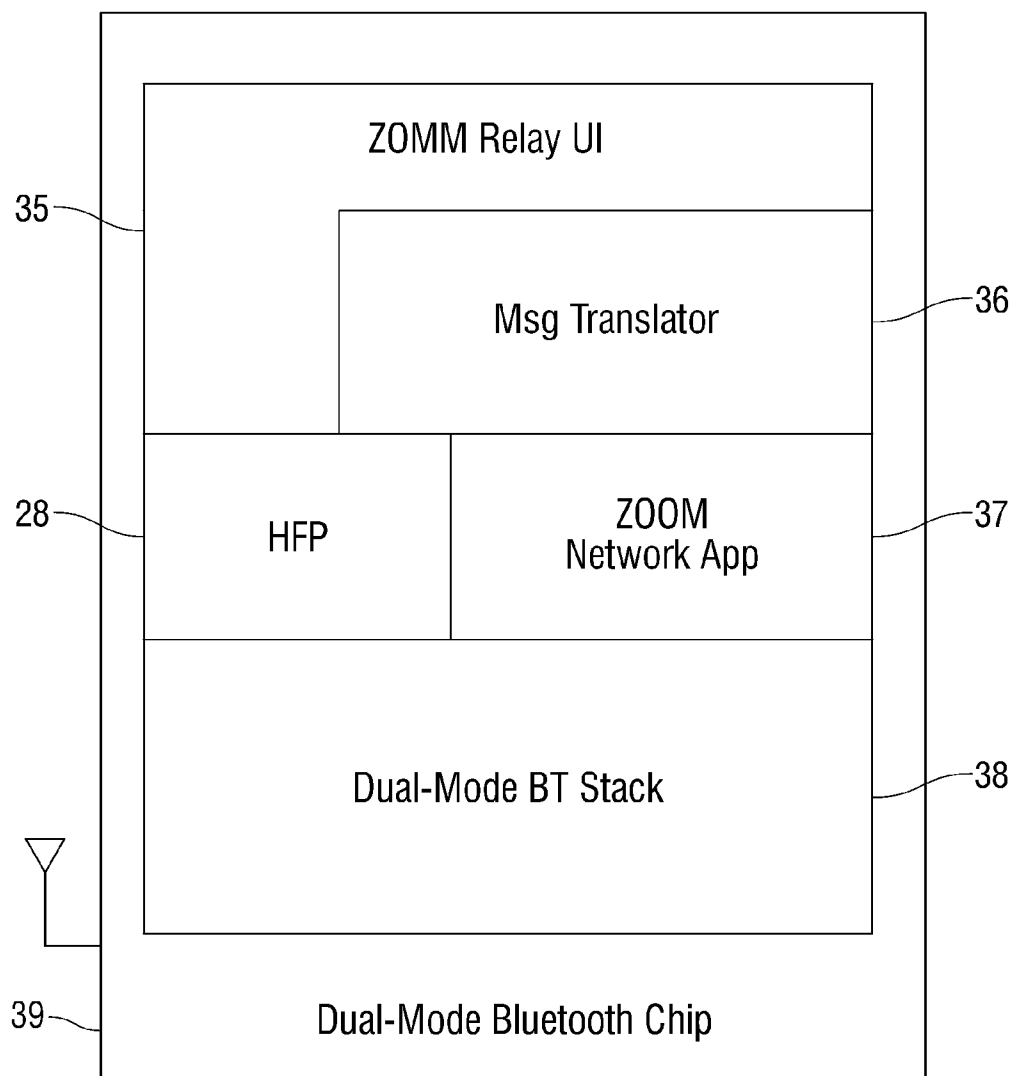 ZOMM Relay UI
35
Msg Translator
36
28
HFP
ZOOM
Network App
37
Dual-Mode BT Stack
38
39
Dual-Mode Bluetooth Chip